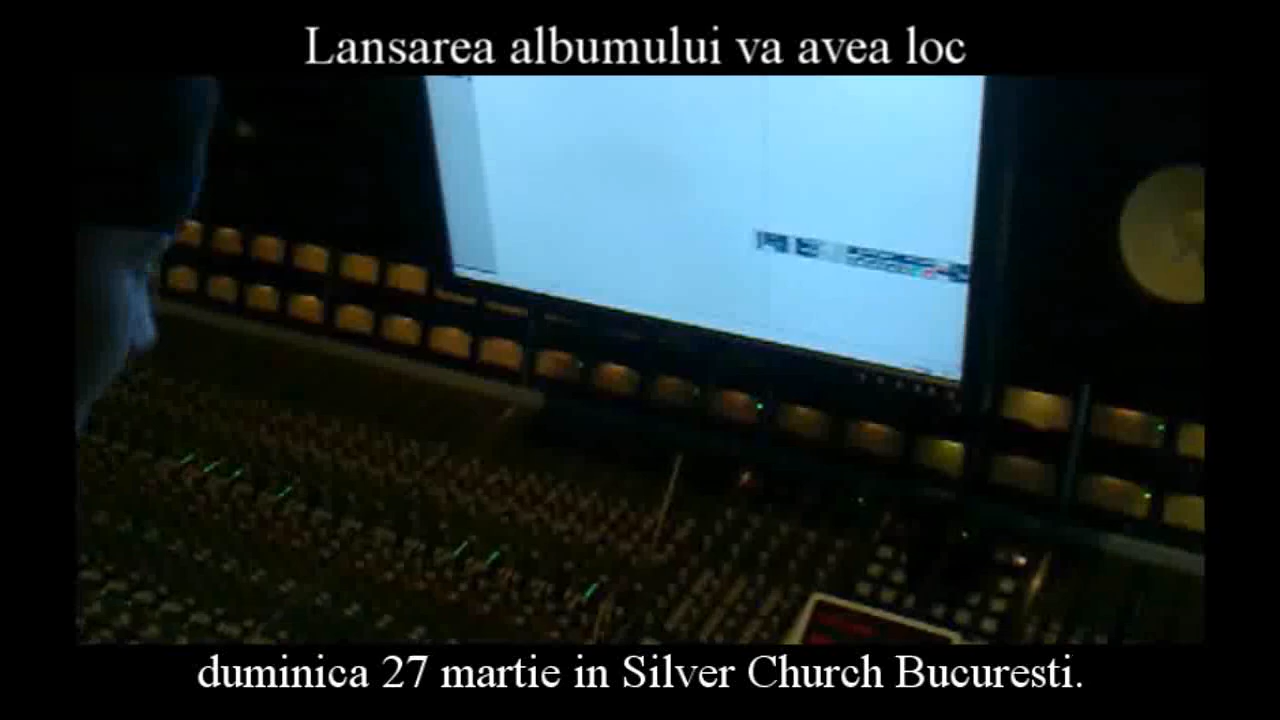 Lansarea albumului va avea loc
duminica 27 martie in Silver Church Bucuresti.